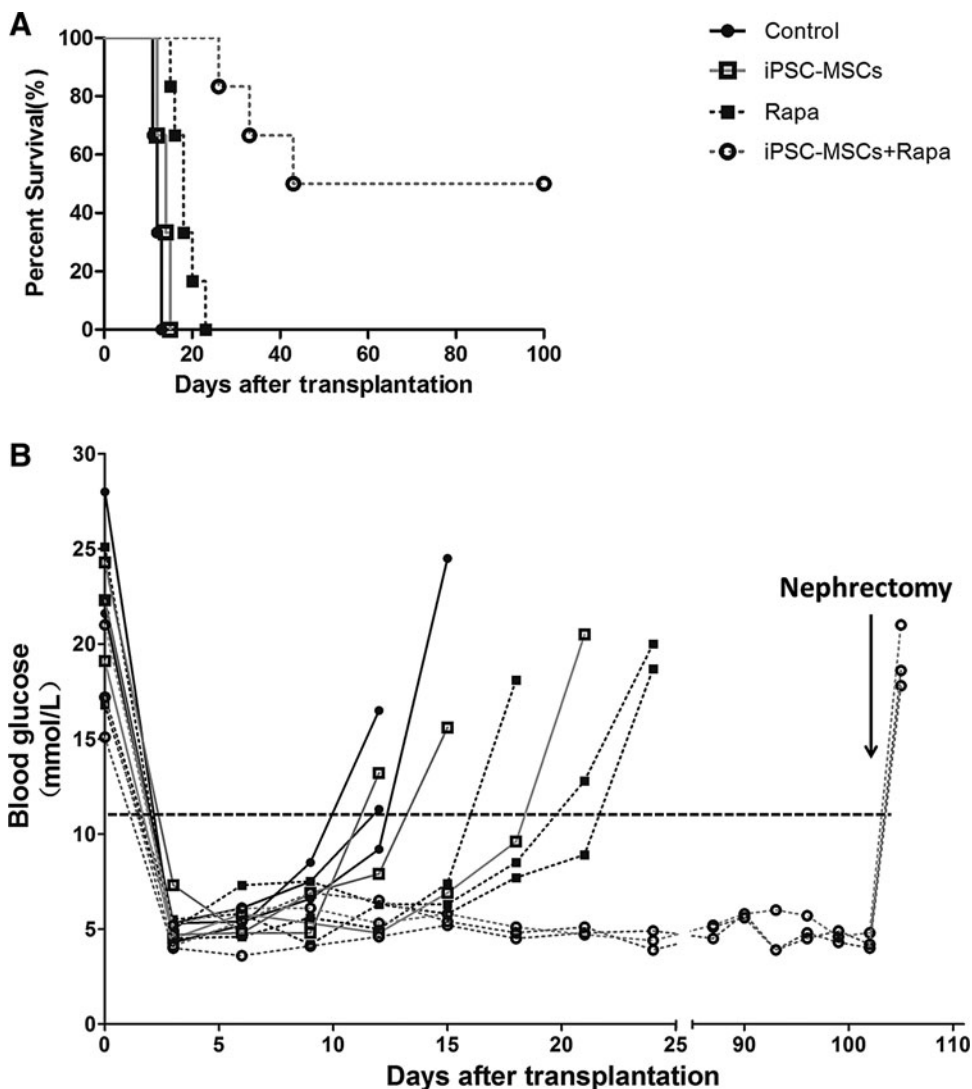 A
Percent Survival(%)
100
80
60
40
20
0
0
20
40
60
80
100
Days after transplantation
Control
iPSC-MSCs
Rapa
iPSC-MSCs+Rapa
B
Blood glucose
(mmol/L)
30
25
20
15
10
5
0
Nephrectomy
0
5
10
15
20
25
90
100
110
Days after transplantation